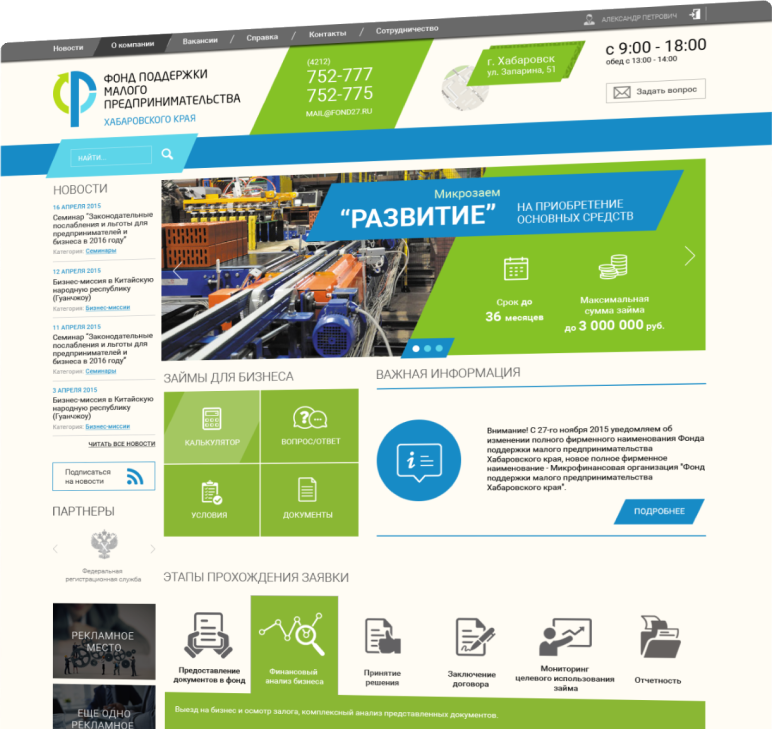 Новости
О компании
Вакансии
/
Справка
/
Контакты
/
Сотрудничество
АЛЕКСАНДР ПЕТРОВИЧ
ФОНД ПОДДЕРЖКИ
МАЛОГО
ПРЕДПРИНИМАТЕЛЬСТВА
ХАБАРОВСКОГО КРАЯ
(4212)
752-777
752-775
MAIL@FOND27.RU
г. Хабаровск
ул. Запарина, 51
с 9:00 - 18:00
обед с 13:00 - 14:00
Задать вопрос
НАЙТИ...
НОВОСТИ
16 АПРЕЛЯ 2015
Семинар "Законодательные
послабления и льготы для
предпринимателей и
бизнеса в 2016 году"
Категория: Семинары
12 АПРЕЛЯ 2015
Бизнес-миссия в Китайскую
народную республику
(Гуанчжоу)
Категория: Бизнес-миссии
11 АПРЕЛЯ 2015
Семинар "Законодательные
послабления и льготы для
предпринимателей и
бизнеса в 2016 году"
Категория: Семинары
3 АПРЕЛЯ 2015
Бизнес-миссия в Китайскую
народную республику
(Гуанчжоу)
Категория: Бизнес-миссии
ЧИТАТЬ ВСЕ НОВОСТИ
Подписаться
на новости
ПАРТНЕРЫ
Федеральная
регистрационная служба
РЕКЛАМНОЕ
МЕСТО
ЕЩЕ ОДНО
РЕКЛАМНОЕ
Микрозаем
“РАЗВИТИЕ”
НА ПРИОБРЕТЕНИЕ
ОСНОВНЫХ СРЕДСТВ
Срок до
36 месяцев
Максимальная
сумма займа
до 3 000 000 руб.
ЗАЙМЫ ДЛЯ БИЗНЕСА
КАЛЬКУЛЯТОР
ВОПРОС/ОТВЕТ
УСЛОВИЯ
ДОКУМЕНТЫ
ВАЖНАЯ ИНФОРМАЦИЯ
Внимание! С 27-го ноября 2015 уведомляем об
изменении полного фирменного наименования Фонда
поддержки малого предпринимательства
Хабаровского края, новое полное фирменное
наименование - Микрофинансовая организация "Фонд
поддержки малого предпринимательства
Хабаровского края".
ПОДРОБНЕЕ
ЭТАПЫ ПРОХОЖДЕНИЯ ЗАЯВКИ
Предоставление
документов в фонд
Финансовый
анализ бизнеса
Принятие
решения
Заключение
договора
Мониторинг
целевого использования
займа
Отчетность
Выезд на бизнес и осмотр залога, комплексный анализ представленных документов.